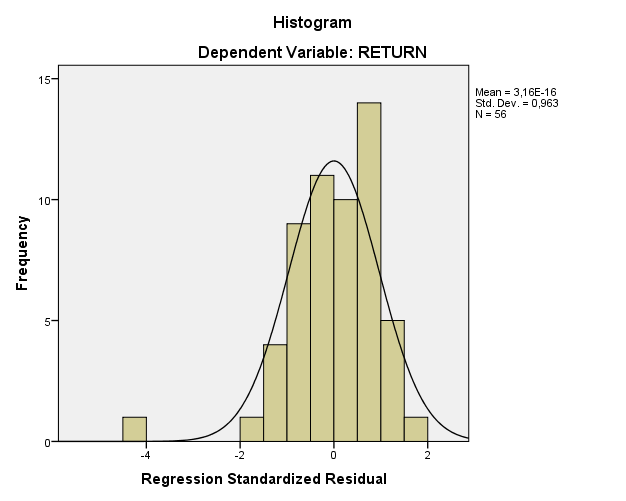 Histogram
Dependent Variable: RETURN
Mean = 3,16E-16
Std. Dev. = 0,963
N = 56
15
10
5
0
Frequency
-4 -2 0 2
Regression Standardized Residual